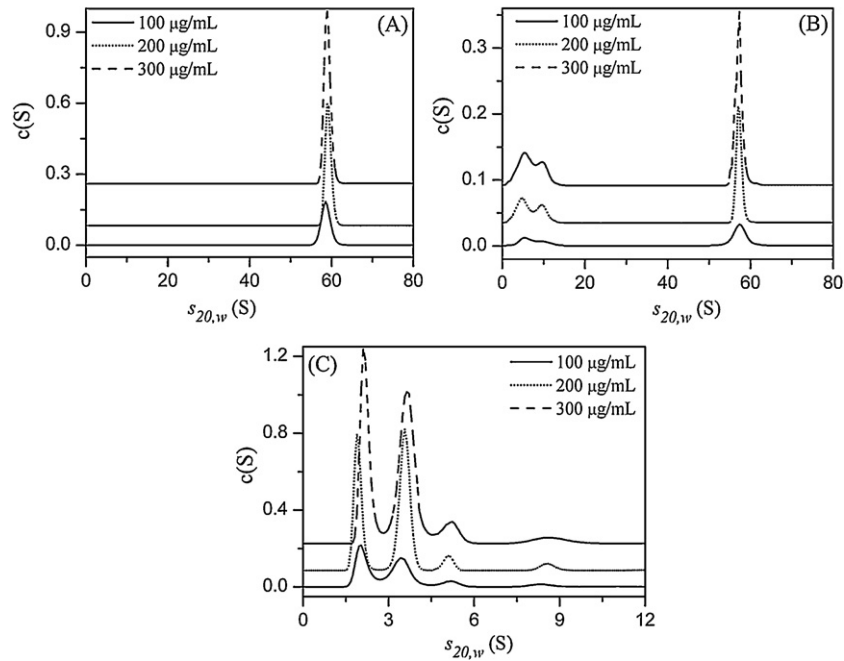 (A)
100 µg/mL
200 µg/mL
300 µg/mL
c(S)
0.9
0.6
0.3
0.0
0 20 40 60 80
s20,w (S)
(B)
100 µg/mL
200 µg/mL
300 µg/mL
c(S)
0.3
0.2
0.1
0.0
0 20 40 60 80
s20,w (S)
(C)
100 µg/mL
200 µg/mL
300 µg/mL
c(S)
1.2
0.8
0.4
0.0
0 3 6 9 12
s20,w (S)